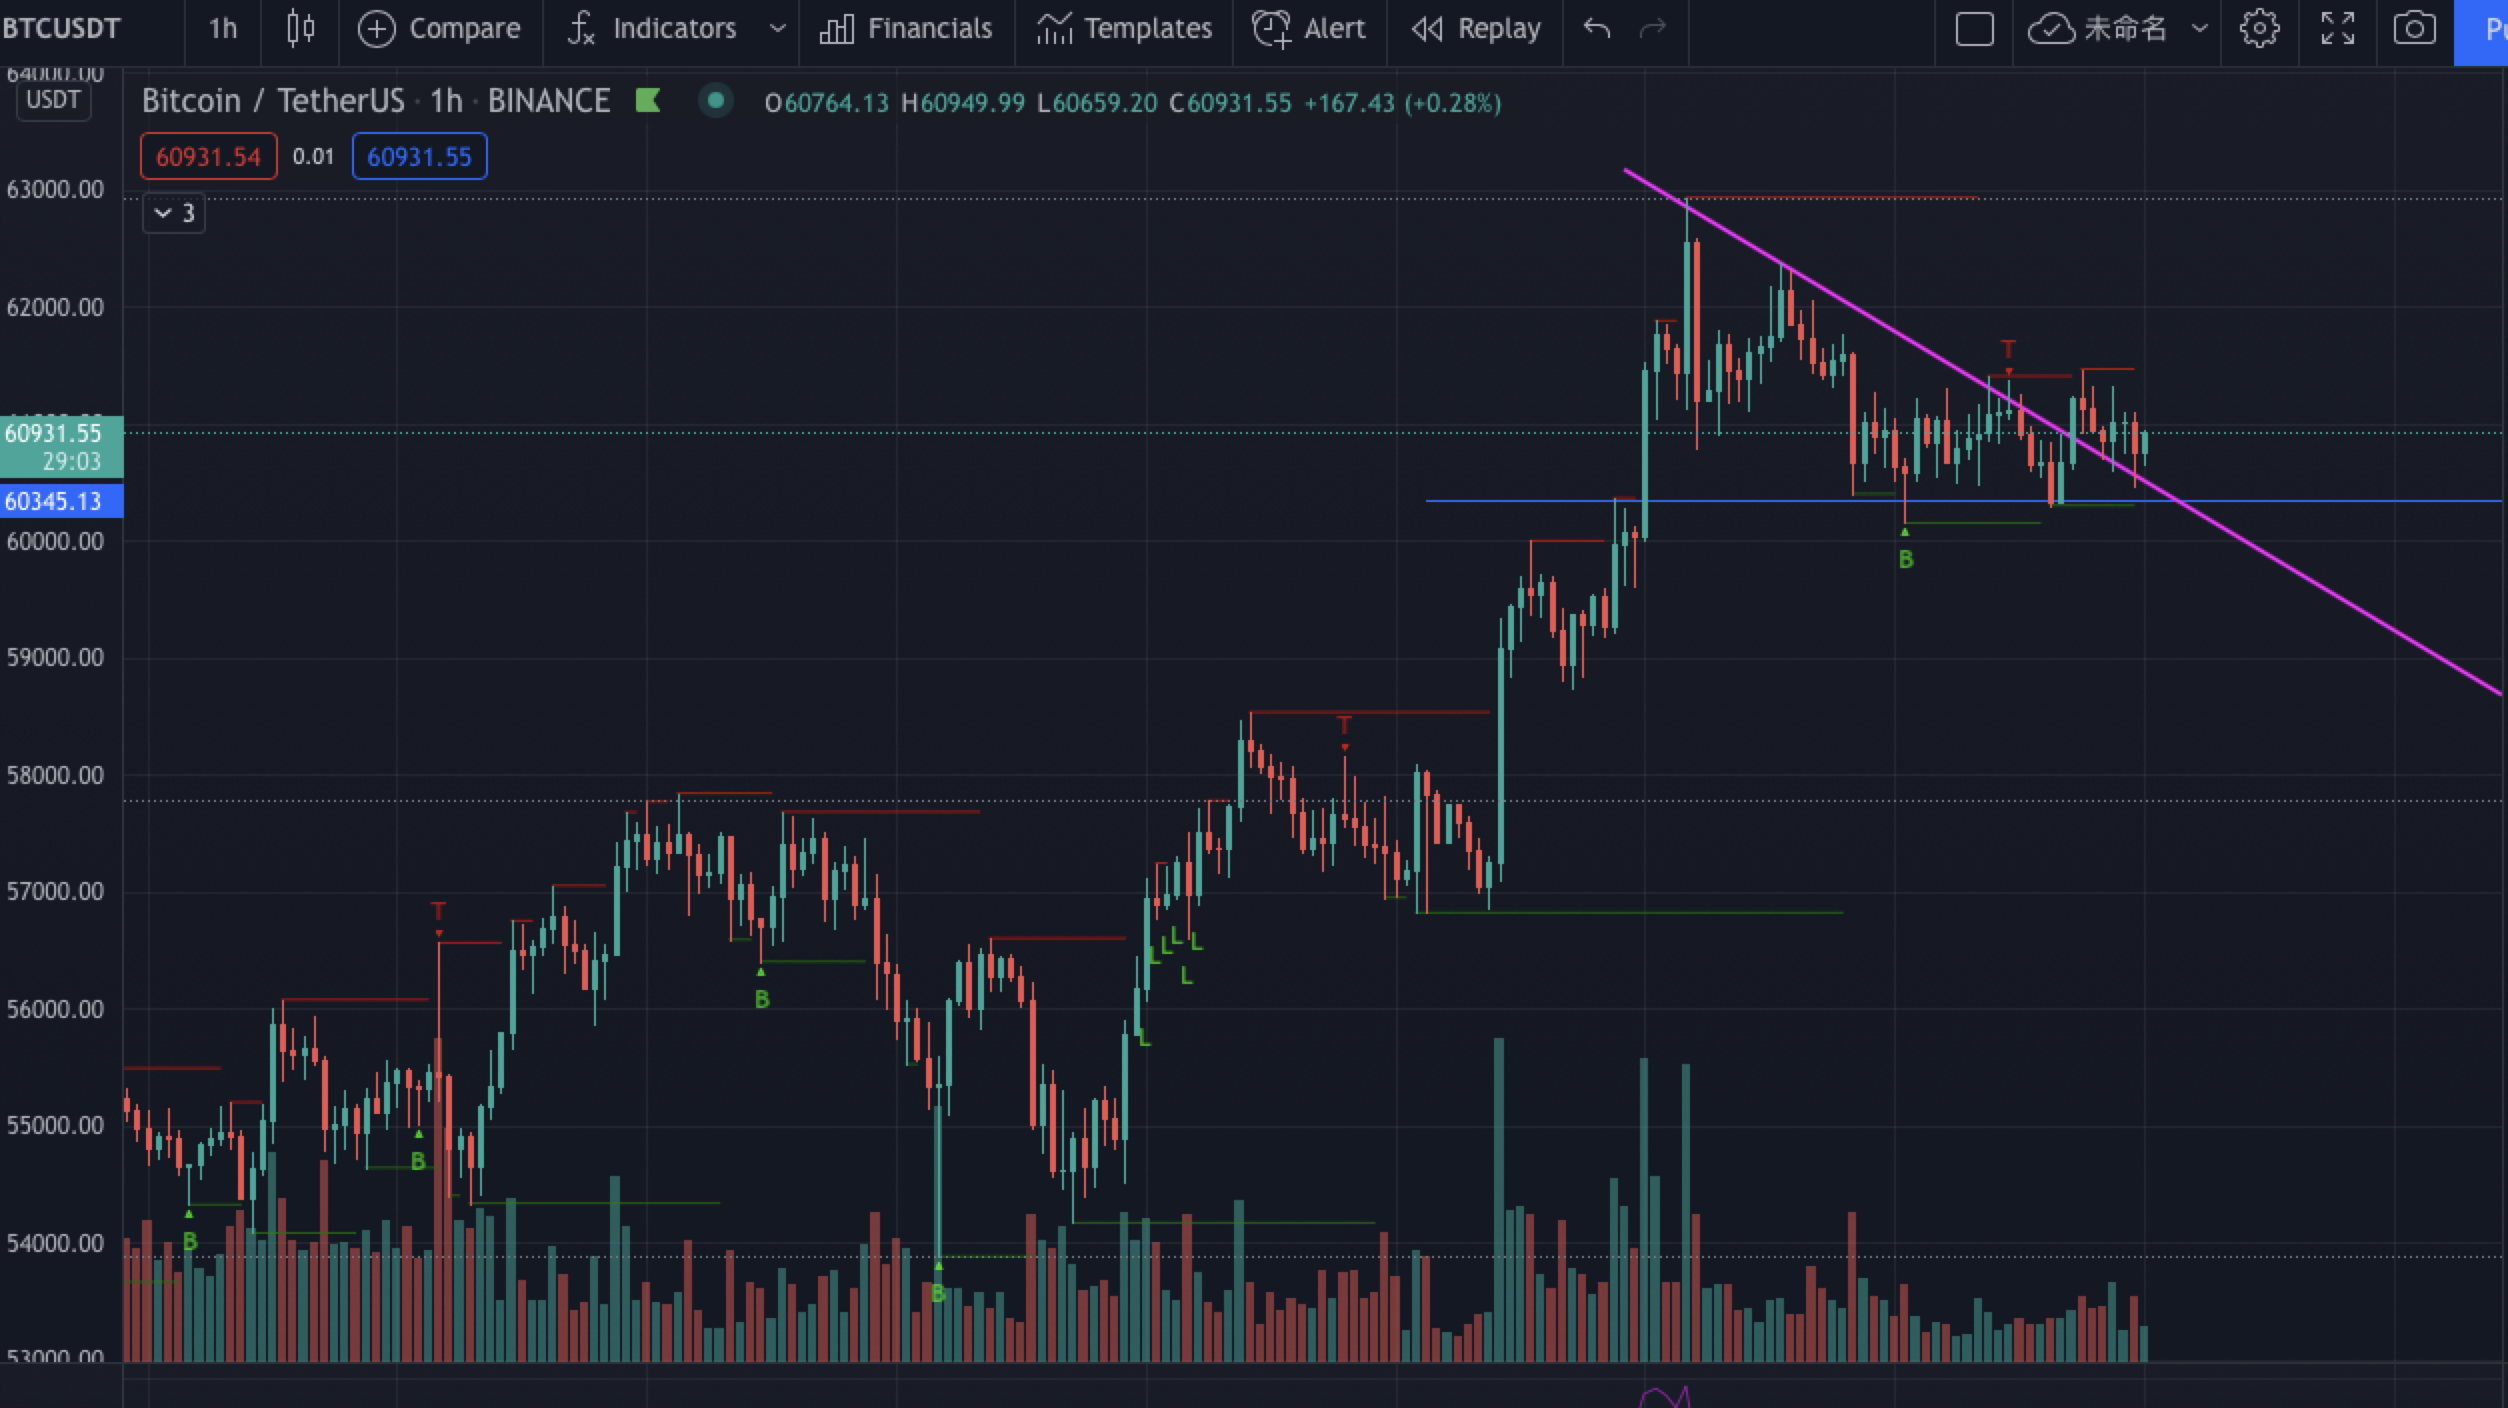 BTCUSDT 1h Compare Indicators Financials Templates Alert Replay 未命名
64000.00
USDT
Bitcoin / TetherUS · 1h · BINANCE O60764.13 H60949.99 L60659.20 C60931.55 +167.43 (+0.28%)
60931.54 0.01 60931.55
63000.00
3
62000.00
T
60931.55
29:03
60345.13
60000.00
B
59000.00
T
58000.00
57000.00
T
L L L L
L
B
56000.00
L
55000.00
B
54000.00
B
B
53000.00